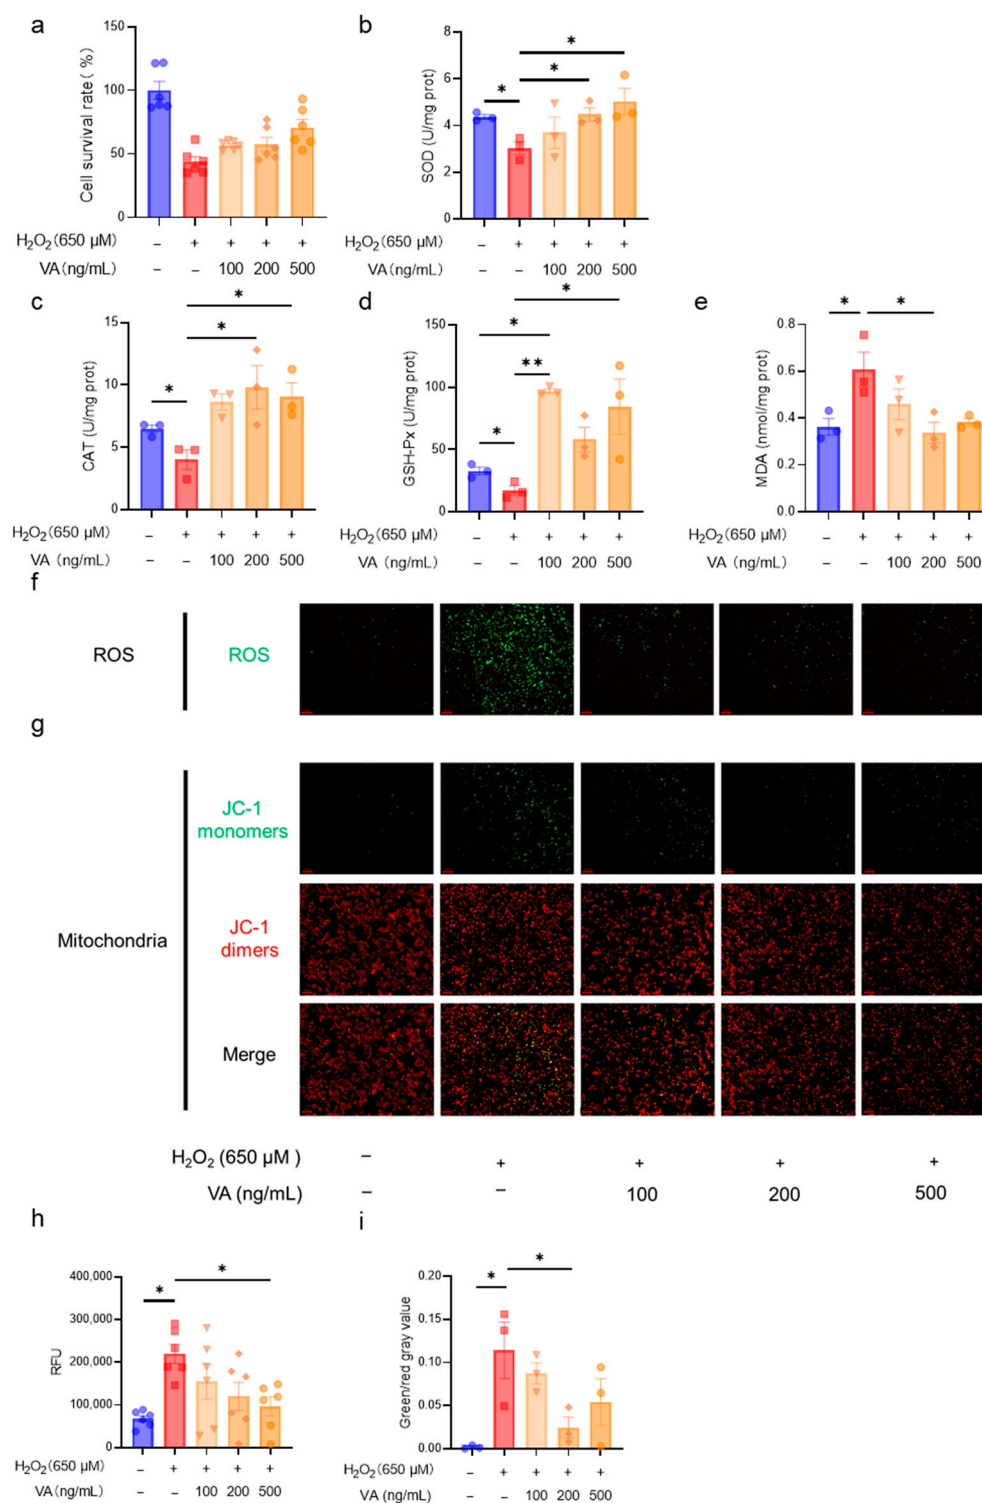 a
b
Cell survival rate (%)
150
100
50
0
SOD (U/mg prot)
8
6
4
2
0
*
*
*
H₂O₂(650 μM) – + + + +
VA(ng/mL) – – 100 200 500
H₂O₂(650 μM) – + + + +
VA(ng/mL) – – 100 200 500
c
d
e
CAT (U/mg prot)
15
10
5
0
*
*
*
GSH-Px (U/mg prot)
150
100
50
0
*
*
**
*
MDA (nmol/mg prot)
0.8
0.6
0.4
0.2
0.0
*
*
H₂O₂(650 μM) – + + + +
VA (ng/mL) – – 100 200 500
H₂O₂(650 μM) – + + + +
VA (ng/mL) – – 100 200 500
H₂O₂(650 μM) – + + + +
VA (ng/mL) – – 100 200 500
f
ROS
ROS
g
Mitochondria
JC-1
monomers
JC-1
dimers
Merge
H₂O₂ (650 μM ) – + + + +
VA (ng/mL) – – 100 200 500
h
i
RFU
400,000
300,000
200,000
100,000
0
*
*
Green/red gray value
0.20
0.15
0.10
0.05
0.00
*
*
H₂O₂(650 μM) – + + + +
VA(ng/mL) – – 100 200 500
H₂O₂(650 μM) – + + + +
VA(ng/mL) – – 100 200 500